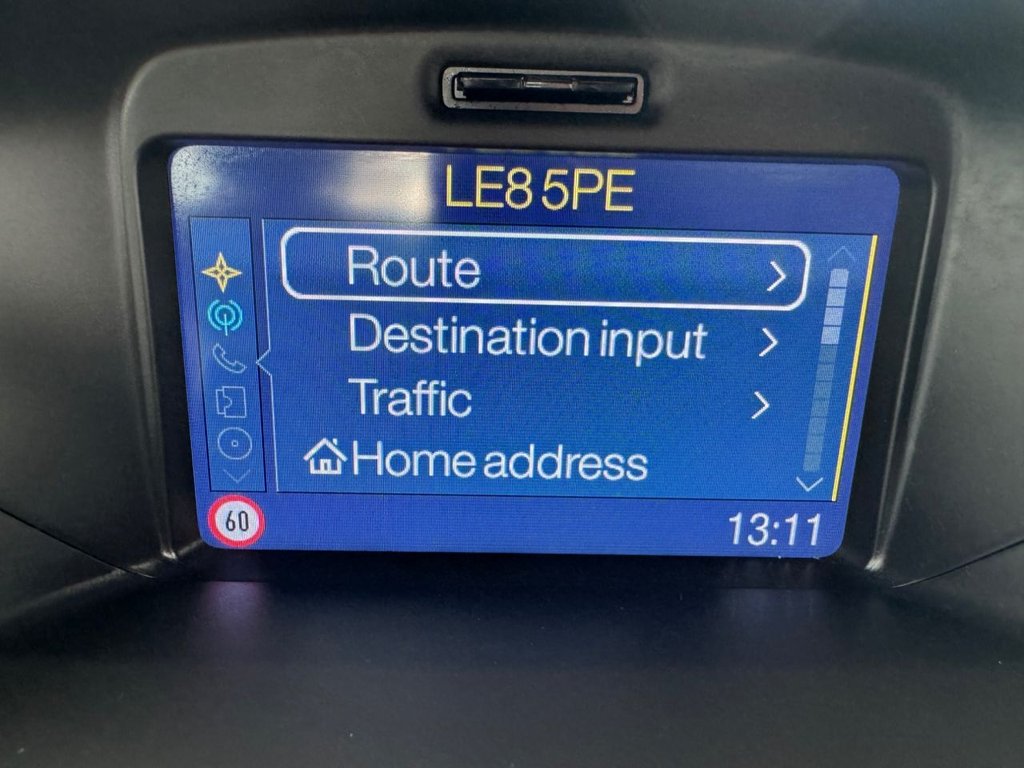 LE8 5PE
Route
Destination input
Traffic
Home address
60
13:11